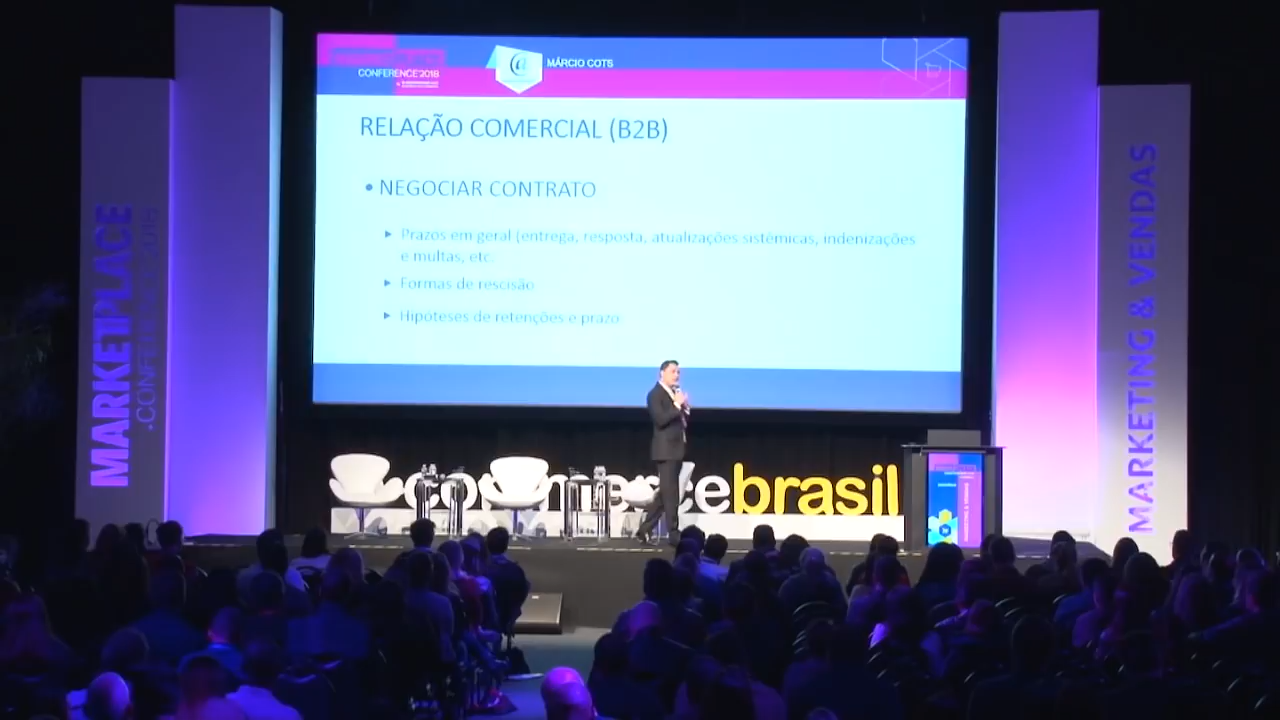 CONFERENCE'2018
@
MÁRCIO COTS
RELAÇÃO COMERCIAL (B2B)
• NEGOCIAR CONTRATO
Prazos em geral (entrega, resposta, atualizações sistêmicas, indenizações
e multas, etc.
Formas de rescisão
Hipóteses de retenções e prazo.
MARKETPLACE
.CONFERENCE 2018
MARKETING & VENDAS
ecommercebrasil